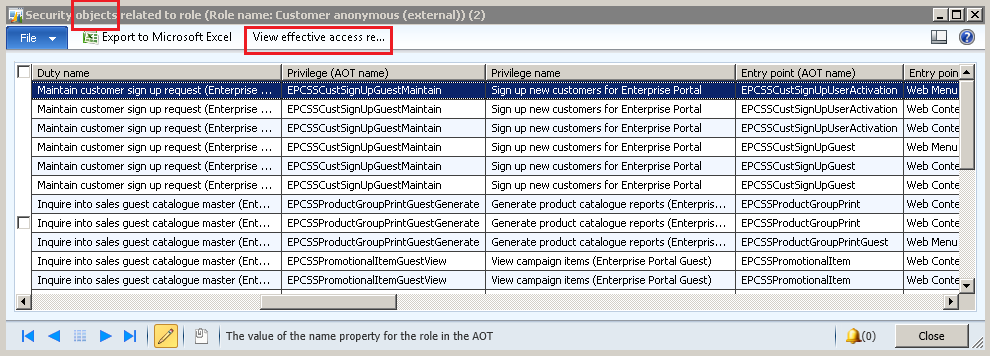 Security objects related to role (Role name: Customer anonymous (external)) (2)
File Export to Microsoft Excel View effective access re...
Duty name Privilege (AOT name) Privilege name Entry point (AOT name) Entry poin
Maintain customer sign up request (Enterprise ... EPCSSCustSignUpGuestMaintain Sign up new customers for Enterprise Portal EPCSSCustSignUpUserActivation Web Menu
Maintain customer sign up request (Enterprise ... EPCSSCustSignUpGuestMaintain Sign up new customers for Enterprise Portal EPCSSCustSignUpUserActivation Web Conte
Maintain customer sign up request (Enterprise ... EPCSSCustSignUpGuestMaintain Sign up new customers for Enterprise Portal EPCSSCustSignUpUserActivation Web Conte
Maintain customer sign up request (Enterprise ... EPCSSCustSignUpGuestMaintain Sign up new customers for Enterprise Portal EPCSSCustSignUpGuest Web Menu
Maintain customer sign up request (Enterprise ... EPCSSCustSignUpGuestMaintain Sign up new customers for Enterprise Portal EPCSSCustSignUpGuest Web Conte
Maintain customer sign up request (Enterprise ... EPCSSCustSignUpGuestMaintain Sign up new customers for Enterprise Portal EPCSSCustSignUpGuest Web Conte
Inquire into sales guest catalogue master (Ent... EPCSSProductGroupPrintGuestGenerate Generate product catalogue reports (Enterpris... EPCSSProductGroupPrint Web Conte
Inquire into sales guest catalogue master (Ent... EPCSSProductGroupPrintGuestGenerate Generate product catalogue reports (Enterpris... EPCSSProductGroupPrint Web Conte
Inquire into sales guest catalogue master (Ent... EPCSSProductGroupPrintGuestGenerate Generate product catalogue reports (Enterpris... EPCSSProductGroupPrintGuest Web Menu
Inquire into sales guest catalogue master (Ent... EPCSSPromotionalItemGuestView View campaign items (Enterprise Portal Guest) EPCSSPromotionalItem Web Conte
Inquire into sales guest catalogue master (Ent... EPCSSPromotionalItemGuestView View campaign items (Enterprise Portal Guest) EPCSSPromotionalItem Web Conte
The value of the name property for the role in the AOT (0) Close